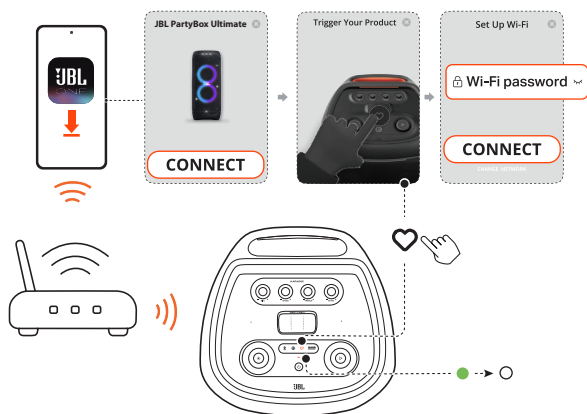 JBL PartyBox Ultimate
Trigger Your Product
Set Up Wi-Fi
JBL
ONE
Wi-Fi password
CONNECT
CONNECT
CHANGE NETWORK
JBL